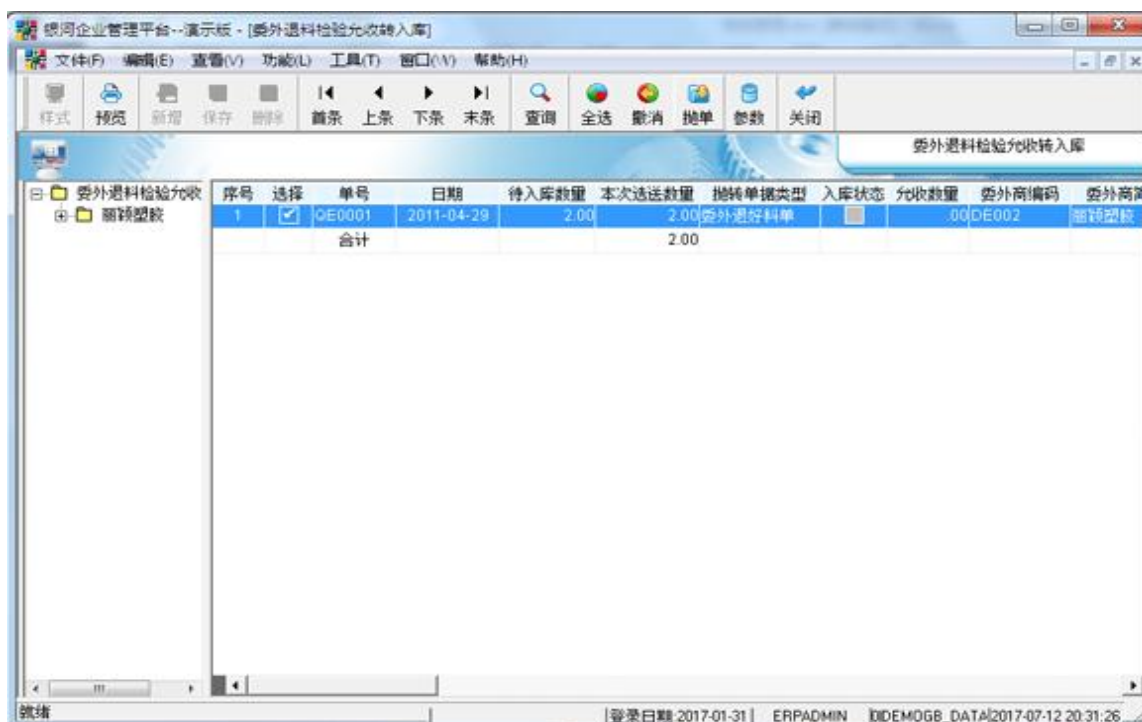 银河企业管理平台--演示版 - [委外退料检验允收转入库]
文件(F) 编辑(E) 查看(V) 功能(L) 工具(T) 窗口(W) 帮助(H)
样式 预览 新增 保存 删除 首条 上条 下条 末条 查询 全选 撤消 抛单 参数 关闭
委外退料检验允收转入库
委外退料检验允收
丽颖塑胶
序号 选择 单号 日期 待入库数量 本次选送数量 抛转单据类型 入库状态 允收数量 委外商编码 委外商
1 QE0001 2011-04-29 2.00 2.00 委外退好料单 .00 DE002 丽颖塑胶
合计 2.00
就绪 登录日期:2017-01-31 ERPADMIN DEMOGB_DATA 2017-07-12 20:31:26